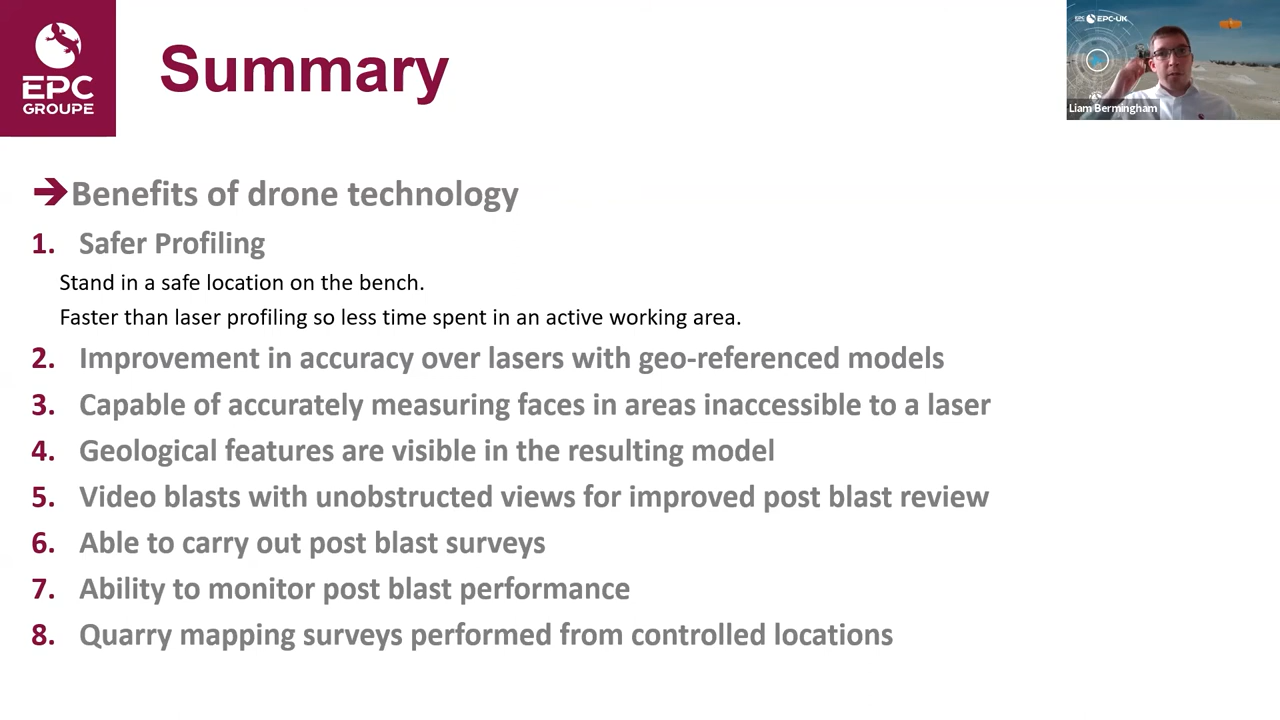 EPC
GROUPE
Summary
EPC-UK
Liam Bermingham
Benefits of drone technology
1. Safer Profiling
Stand in a safe location on the bench.
Faster than laser profiling so less time spent in an active working area.
2. Improvement in accuracy over lasers with geo-referenced models
3. Capable of accurately measuring faces in areas inaccessible to a laser
4. Geological features are visible in the resulting model
5. Video blasts with unobstructed views for improved post blast review
6. Able to carry out post blast surveys
7. Ability to monitor post blast performance
8. Quarry mapping surveys performed from controlled locations